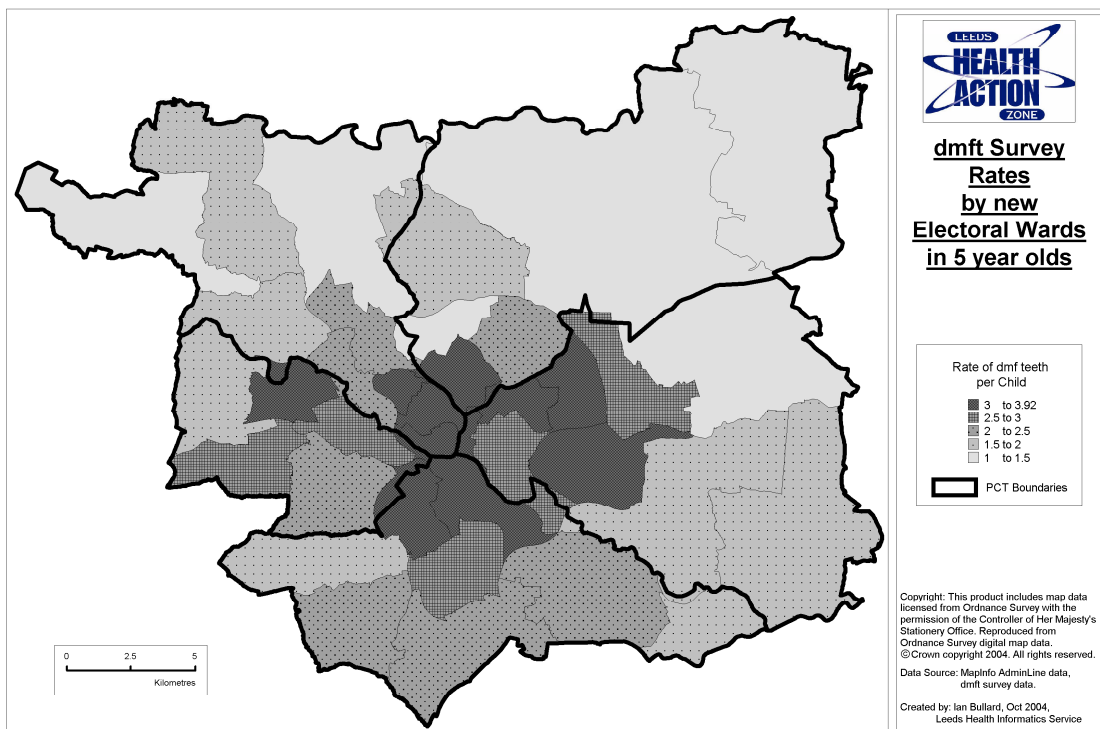 LEEDS
HEALTH
ACTION
ZONE
dmft Survey
Rates
by new
Electoral Wards
in 5 year olds
Rate of dmf teeth
per Child
3 to 3.92
2.5 to 3
2 to 2.5
1.5 to 2
1 to 1.5
PCT Boundaries
0 2.5 5
Kilometres
Copyright: This product includes map data
licensed from Ordnance Survey with the
permission of the Controller of Her Majesty's
Stationery Office. Reproduced from
Ordnance Survey digital map data.
©Crown copyright 2004. All rights reserved.
Data Source: MapInfo AdminLine data,
dmft survey data.
Created by: Ian Bullard, Oct 2004,
Leeds Health Informatics Service